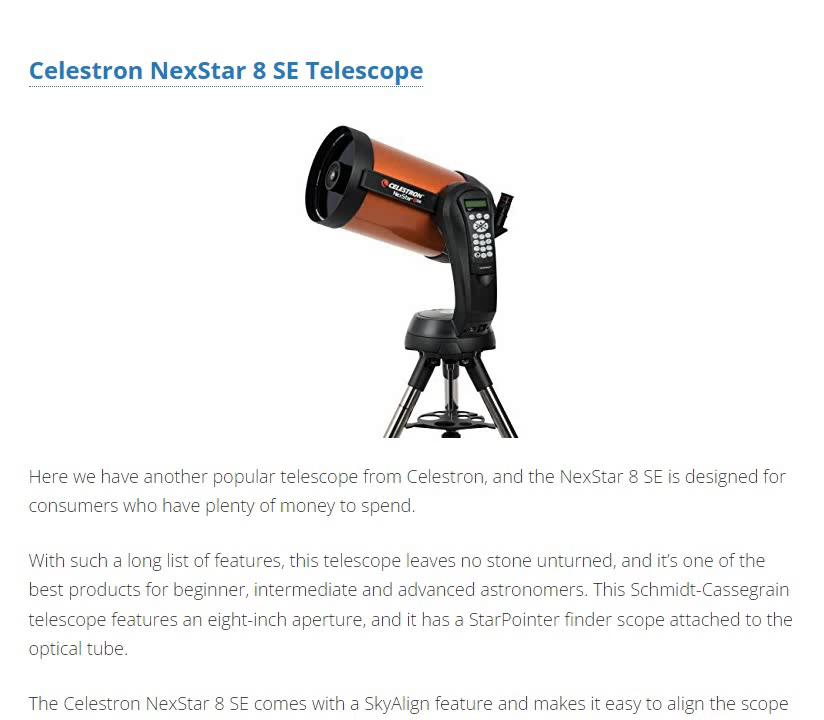 Celestron NexStar 8 SE Telescope
CELESTRON
NexStar 8SE
Here we have another popular telescope from Celestron, and the NexStar 8 SE is designed for
consumers who have plenty of money to spend.
With such a long list of features, this telescope leaves no stone unturned, and it’s one of the
best products for beginner, intermediate and advanced astronomers. This Schmidt-Cassegrain
telescope features an eight-inch aperture, and it has a StarPointer finder scope attached to the
optical tube.
The Celestron NexStar 8 SE comes with a SkyAlign feature and makes it easy to align the scope